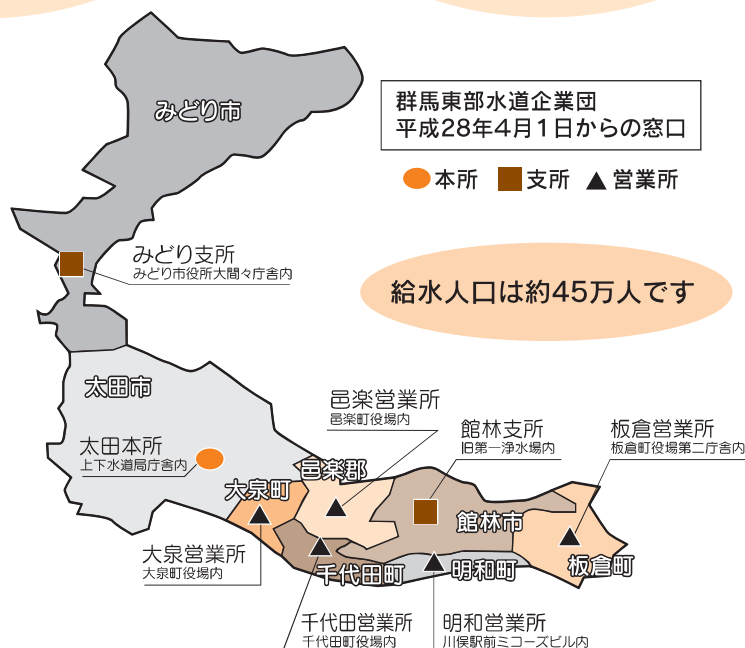 みどり市
群馬東部水道企業団
平成28年4月1日からの窓口
本所 支所 営業所
みどり支所
みどり市役所大間々庁舎内
給水人口は約45万人です
太田市
太田本所
上下水道局庁舎内
邑楽営業所
邑楽町役場内
館林支所
旧第一浄水場内
板倉営業所
板倉町役場第二庁舎内
邑楽郡
大泉町
館林市
板倉町
千代田町
明和町
大泉営業所
大泉町役場内
千代田営業所
千代田町役場内
明和営業所
川俣駅前ミコーズビル内